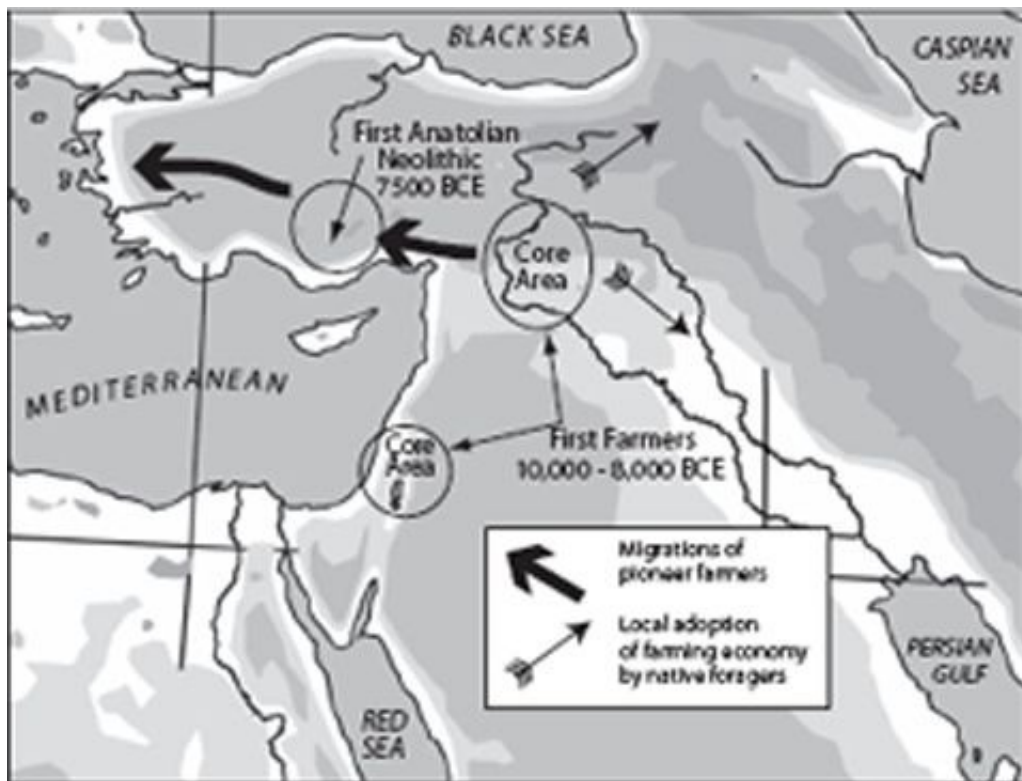 BLACK SEA
CASPIAN
SEA
First Anatolian
Neolithic
7500 BCE
Core
Area
MEDITERRANEAN
Core
Area
First Farmers
10,000 - 8,000 BCE
Migrations of
pioneer farmers
Local adoption
of farming economy
by native foragers
PERSIAN
GULF
RED
SEA